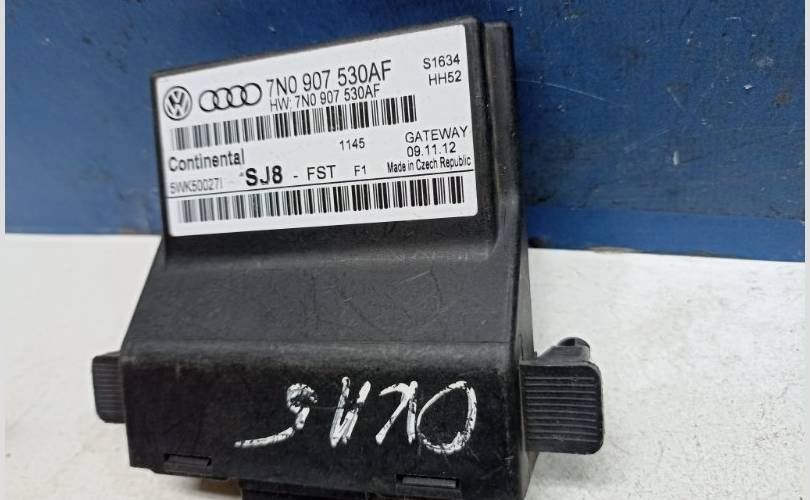 7N0 907 530AF
HW: 7N0 907 530AF
S1634
HH52
Continental
1145
GATEWAY
09.11.12
5WK50027I
*SJ8 - FST F1
Made in Czech Republic